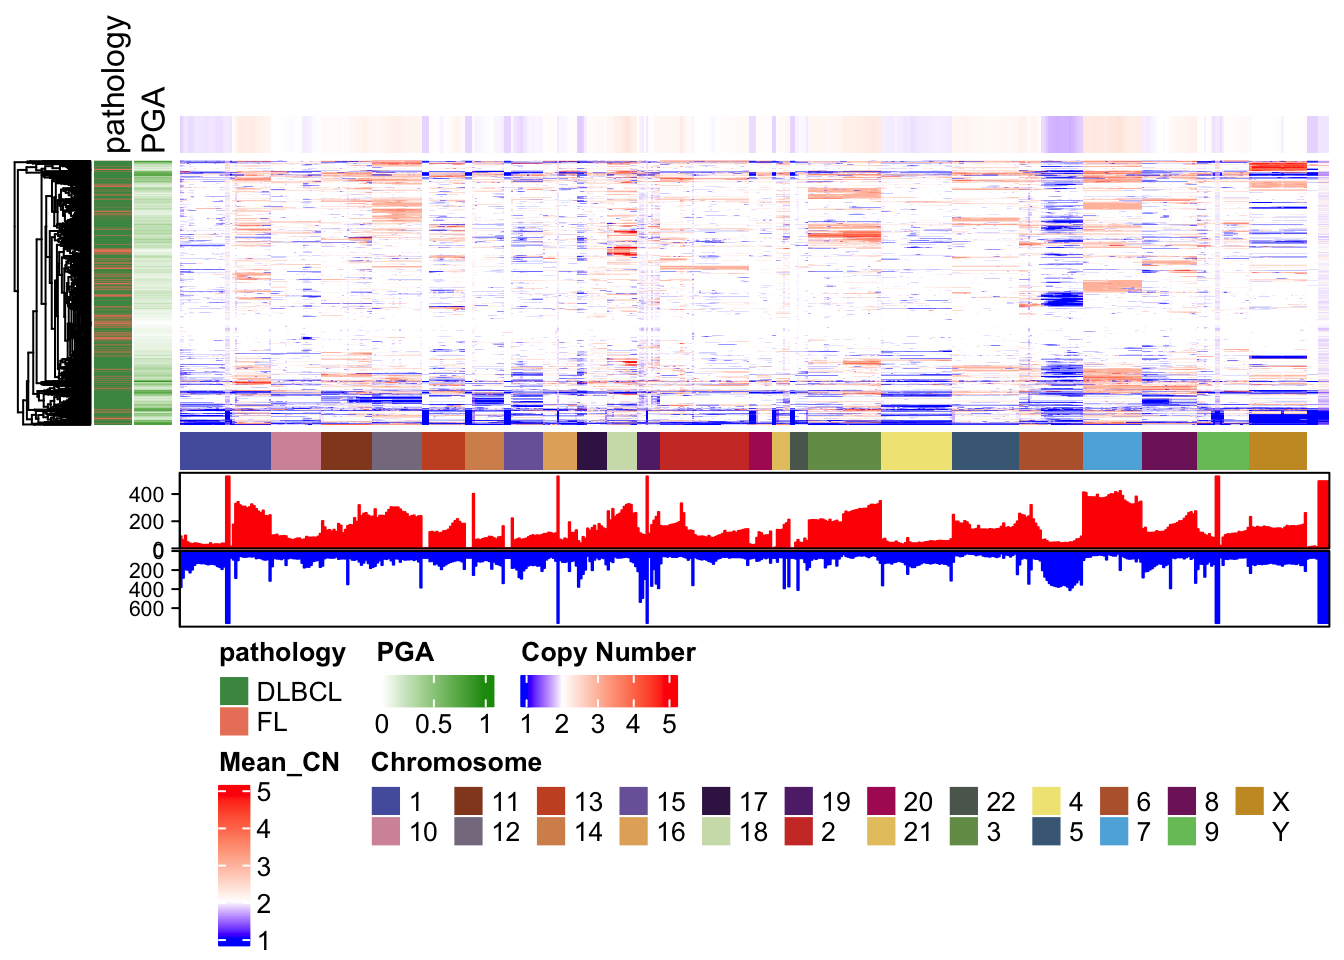 pathology
PGA
400
200
0
0
200
400
600
pathology PGA Copy Number
DLBCL
FL
0 0.5 1 1 2 3 4 5
Mean_CN Chromosome
5
4
3
2
1
1 11 13 15 17 19 20 22 4 6 8 X
10 12 14 16 18 2 21 3 5 7 9 Y